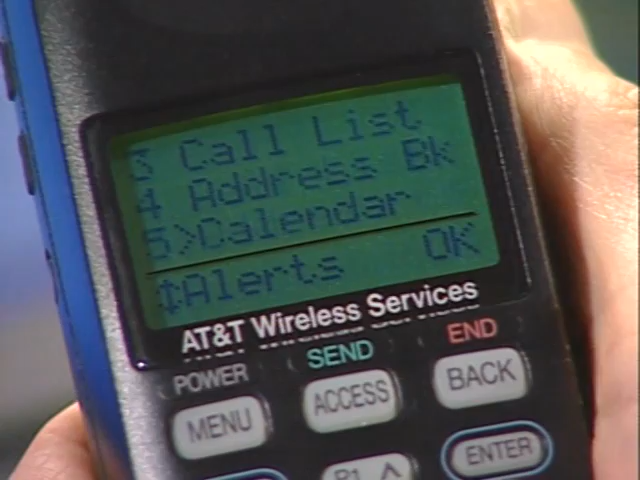 3 Call List
4 Address Bk
5>Calendar
↕Alerts OK
AT&T Wireless Services
POWER SEND END
MENU ACCESS BACK
ENTER